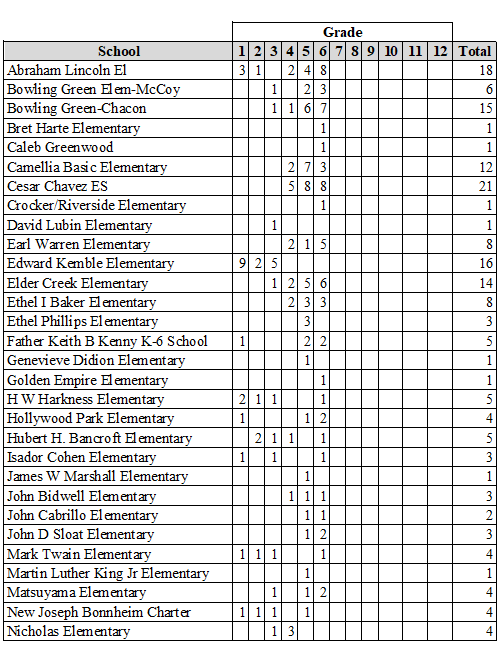 Grade
School 1 2 3 4 5 6 7 8 9 10 11 12 Total
Abraham Lincoln El 3 1 2 4 8 18
Bowling Green Elem-McCoy 1 2 3 6
Bowling Green-Chacon 1 1 6 7 15
Bret Harte Elementary 1 1
Caleb Greenwood 1 1
Camellia Basic Elementary 2 7 3 12
Cesar Chavez ES 5 8 8 21
Crocker/Riverside Elementary 1 1
David Lubin Elementary 1 1
Earl Warren Elementary 2 1 5 8
Edward Kemble Elementary 9 2 5 16
Elder Creek Elementary 1 2 5 6 14
Ethel I Baker Elementary 2 3 3 8
Ethel Phillips Elementary 3 3
Father Keith B Kenny K-6 School 1 2 2 5
Genevieve Didion Elementary 1 1
Golden Empire Elementary 1 1
H W Harkness Elementary 2 1 1 1 5
Hollywood Park Elementary 1 1 2 4
Hubert H. Bancroft Elementary 2 1 1 1 5
Isador Cohen Elementary 1 1 1 3
James W Marshall Elementary 1 1
John Bidwell Elementary 1 1 1 3
John Cabrillo Elementary 1 1 2
John D Sloat Elementary 1 2 3
Mark Twain Elementary 1 1 1 1 4
Martin Luther King Jr Elementary 1 1
Matsuyama Elementary 1 1 2 4
New Joseph Bonnheim Charter 1 1 1 1 4
Nicholas Elementary 1 3 4